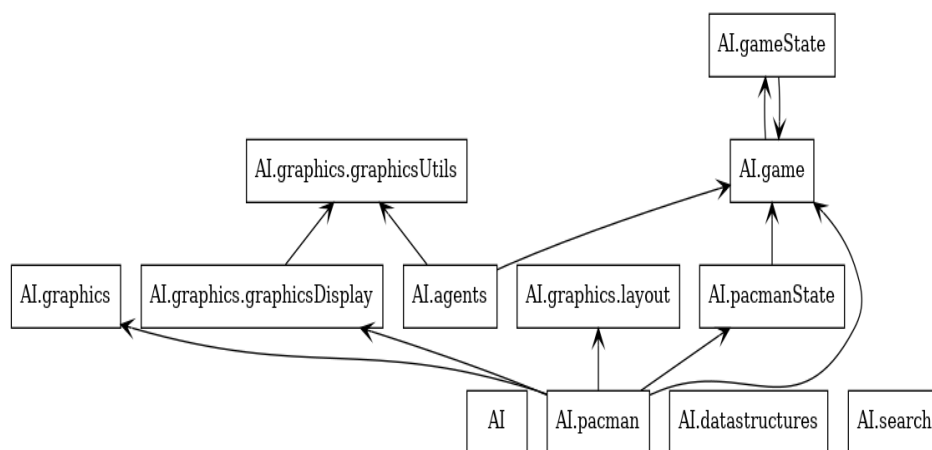 AI.gameState
AI.graphics.graphicsUtils
AI.game
AI.graphics
AI.graphics.graphicsDisplay
AI.agents
AI.graphics.layout
AI.pacmanState
AI
AI.pacman
AI.datastructures
AI.search